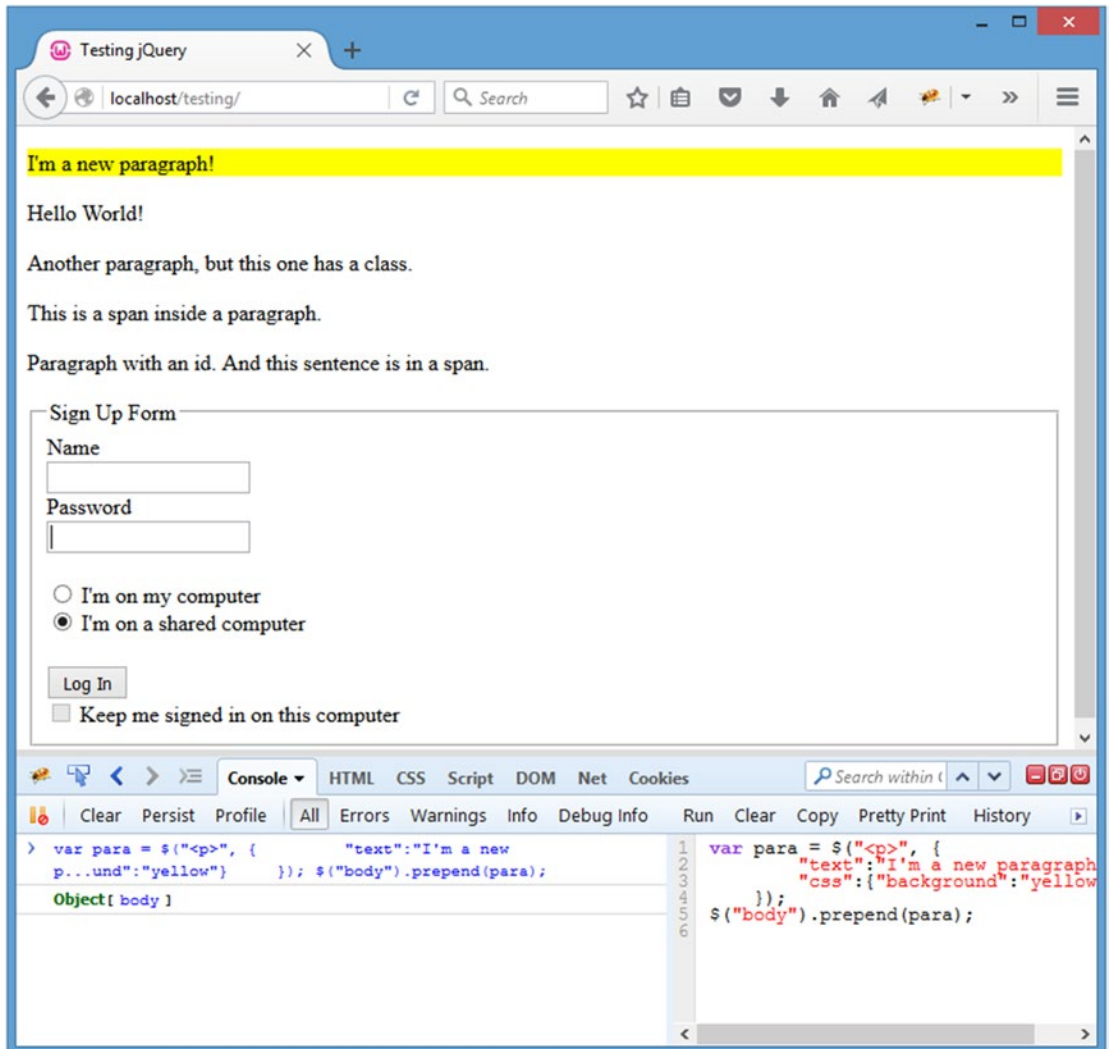 Testing jQuery
localhost/testing/
Search
I'm a new paragraph!
Hello World!
Another paragraph, but this one has a class.
This is a span inside a paragraph.
Paragraph with an id. And this sentence is in a span.
Sign Up Form
Name
Password
I'm on my computer
I'm on a shared computer
Log In
Keep me signed in on this computer
Console HTML CSS Script DOM Net Cookies Search within (
Clear Persist Profile All Errors Warnings Info Debug Info Run Clear Copy Pretty Print History
> var para = $("<p>", { "text":"I'm a new
p...und":"yellow"} }); $("body").prepend(para);
Object[ body ]
1 var para = $("<p>", {
2 "text":"I'm a new paragraph
3 "css":{"background":"yellow
4 });
5 $("body").prepend(para);
6